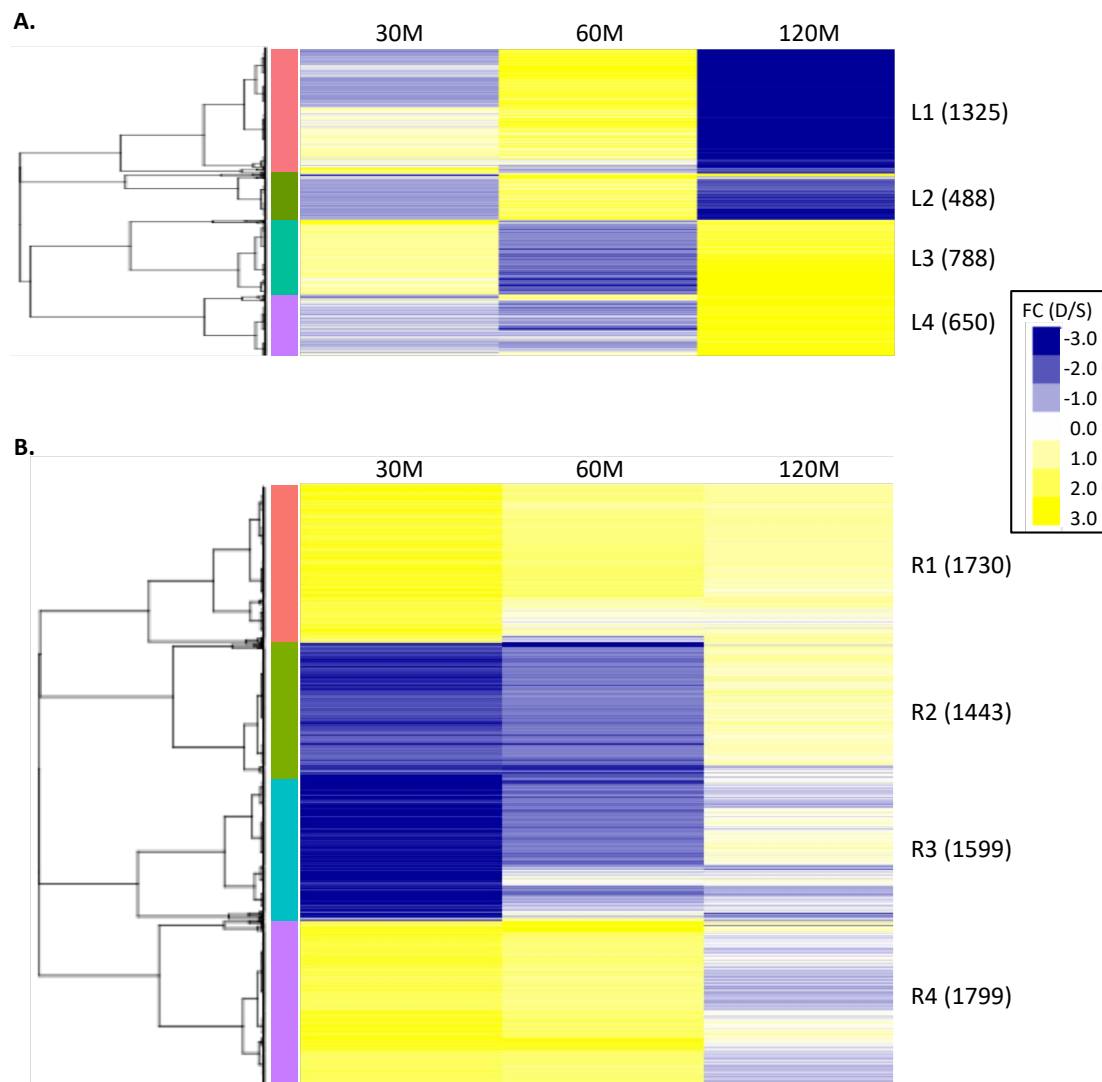 A.
30M 60M 120M
L1 (1325)
L2 (488)
L3 (788)
L4 (650)
FC (D/S)
-3.0
-2.0
-1.0
0.0
1.0
2.0
3.0
B.
30M 60M 120M
R1 (1730)
R2 (1443)
R3 (1599)
R4 (1799)